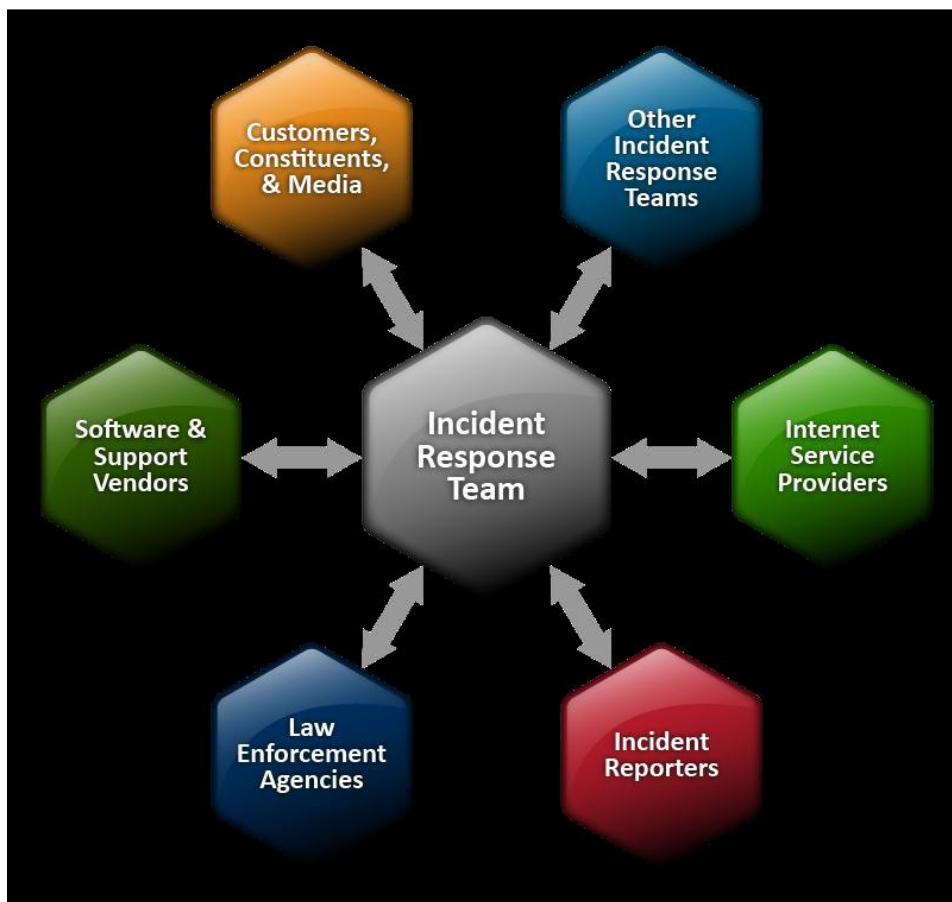 Customers,
Constituents,
& Media
Other
Incident
Response
Teams
Software &
Support
Vendors
Incident
Response
Team
Internet
Service
Providers
Law
Enforcement
Agencies
Incident
Reporters